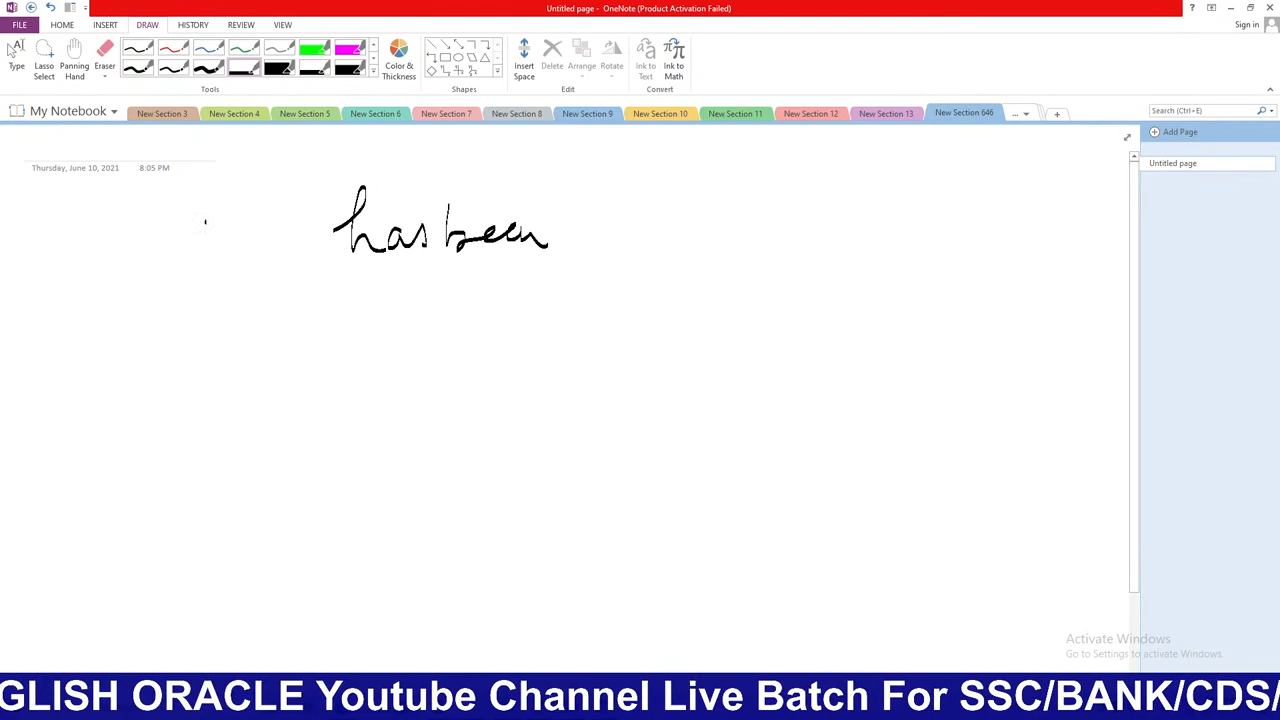 Untitled page - OneNote (Product Activation Failed)
FILE HOME INSERT DRAW HISTORY REVIEW VIEW
Sign in
Type
Lasso Select
Panning Hand
Eraser
Color & Thickness
Insert Space
Delete
Arrange
Rotate
Ink to Text
Ink to Math
Tools
Shapes
Edit
Convert
My Notebook
New Section 3 New Section 4 New Section 5 New Section 6 New Section 7 New Section 8 New Section 9 New Section 10 New Section 11 New Section 12 New Section 13 New Section 646 ...
Search (Ctrl+E)
Add Page
Untitled page
Thursday, June 10, 2021 8:05 PM
has been
Activate Windows
Go to Settings to activate Windows.
GLISH ORACLE Youtube Channel Live Batch For SSC/BANK/CDS/